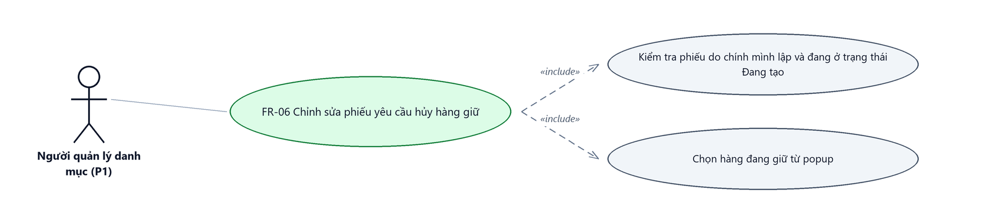 Người quản lý danh
mục (P1)
FR-06 Chỉnh sửa phiếu yêu cầu hủy hàng giữ
«include»
«include»
Kiểm tra phiếu do chính mình lập và đang ở trạng thái
Đang tạo
Chọn hàng đang giữ từ popup